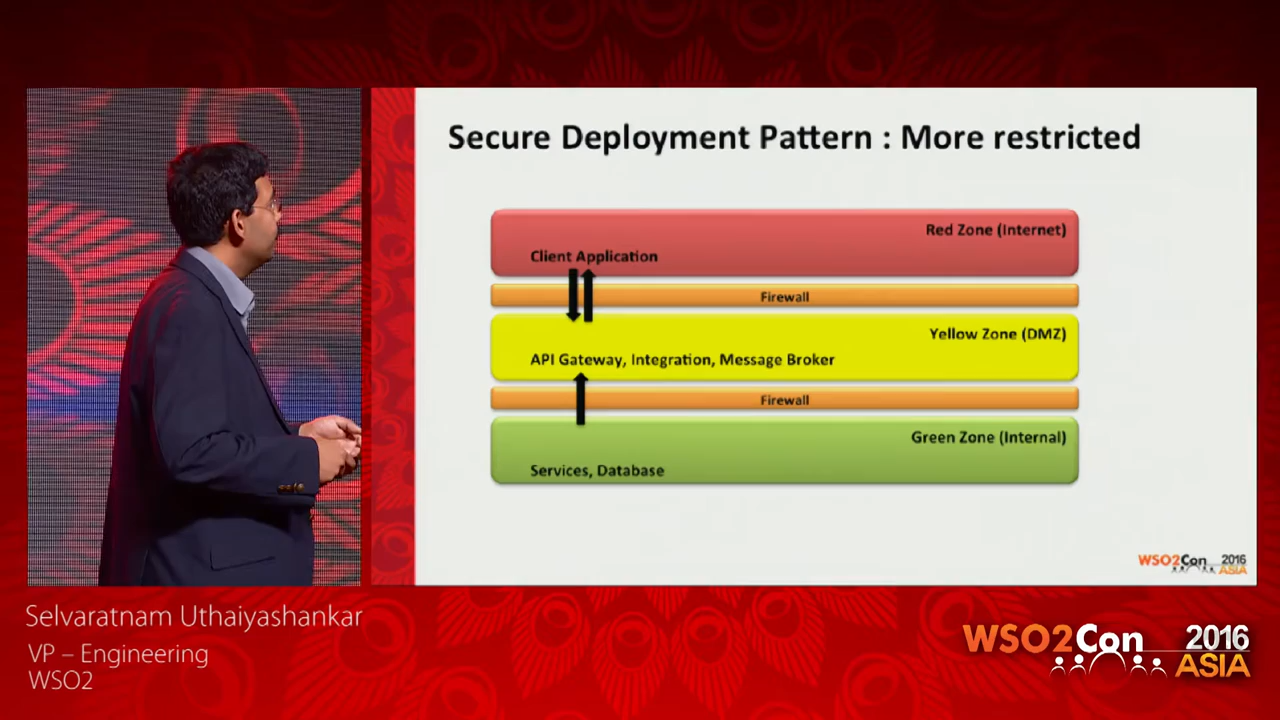 Secure Deployment Pattern : More restricted
Red Zone (Internet)
Client Application
Firewall
Yellow Zone (DMZ)
API Gateway, Integration, Message Broker
Firewall
Green Zone (Internal)
Services, Database
WSO2Con 2016
ASIA
Selvaratnam Uthaiyashankar
VP – Engineering
WSO2
WSO2Con 2016
ASIA